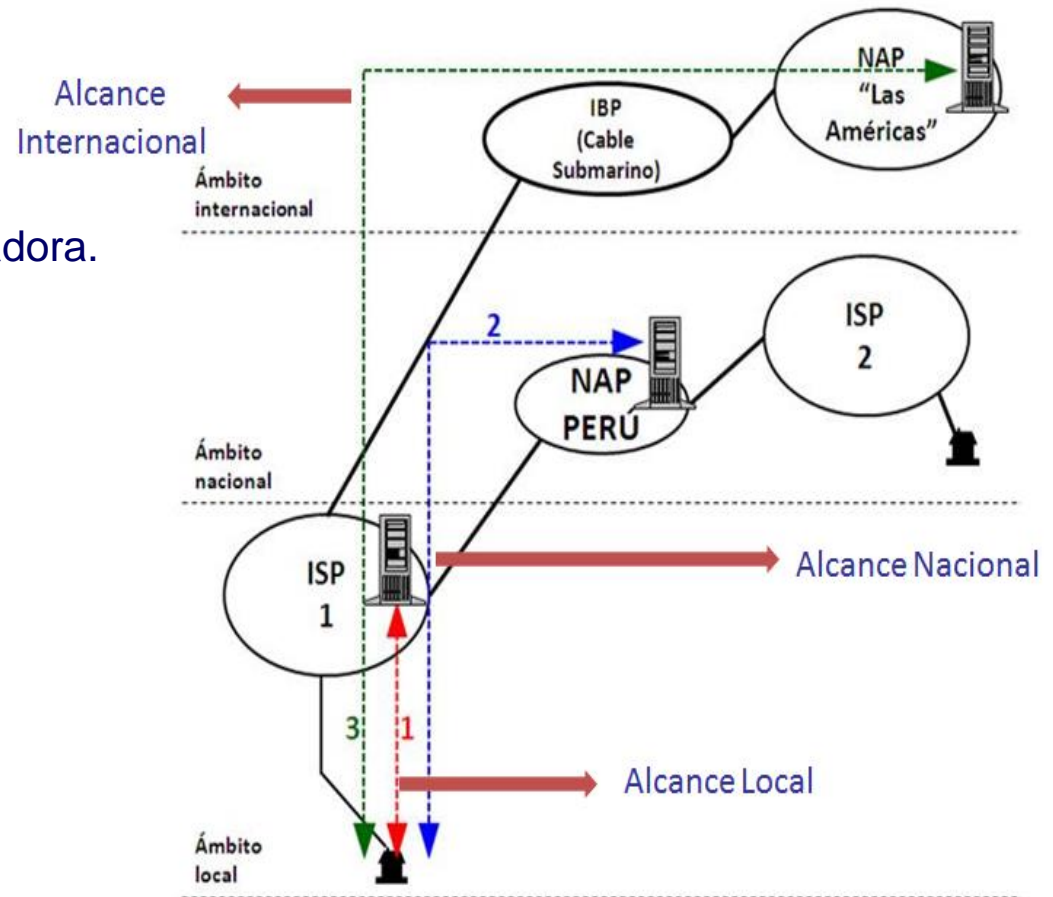 NAP
“Las
Américas”
Alcance
Internacional
IBP
(Cable
Submarino)
Ámbito
internacional
adora.
2
ISP
2
NAP
PERÚ
Ámbito
nacional
ISP
1
Alcance Nacional
3
1
Alcance Local
Ámbito
local